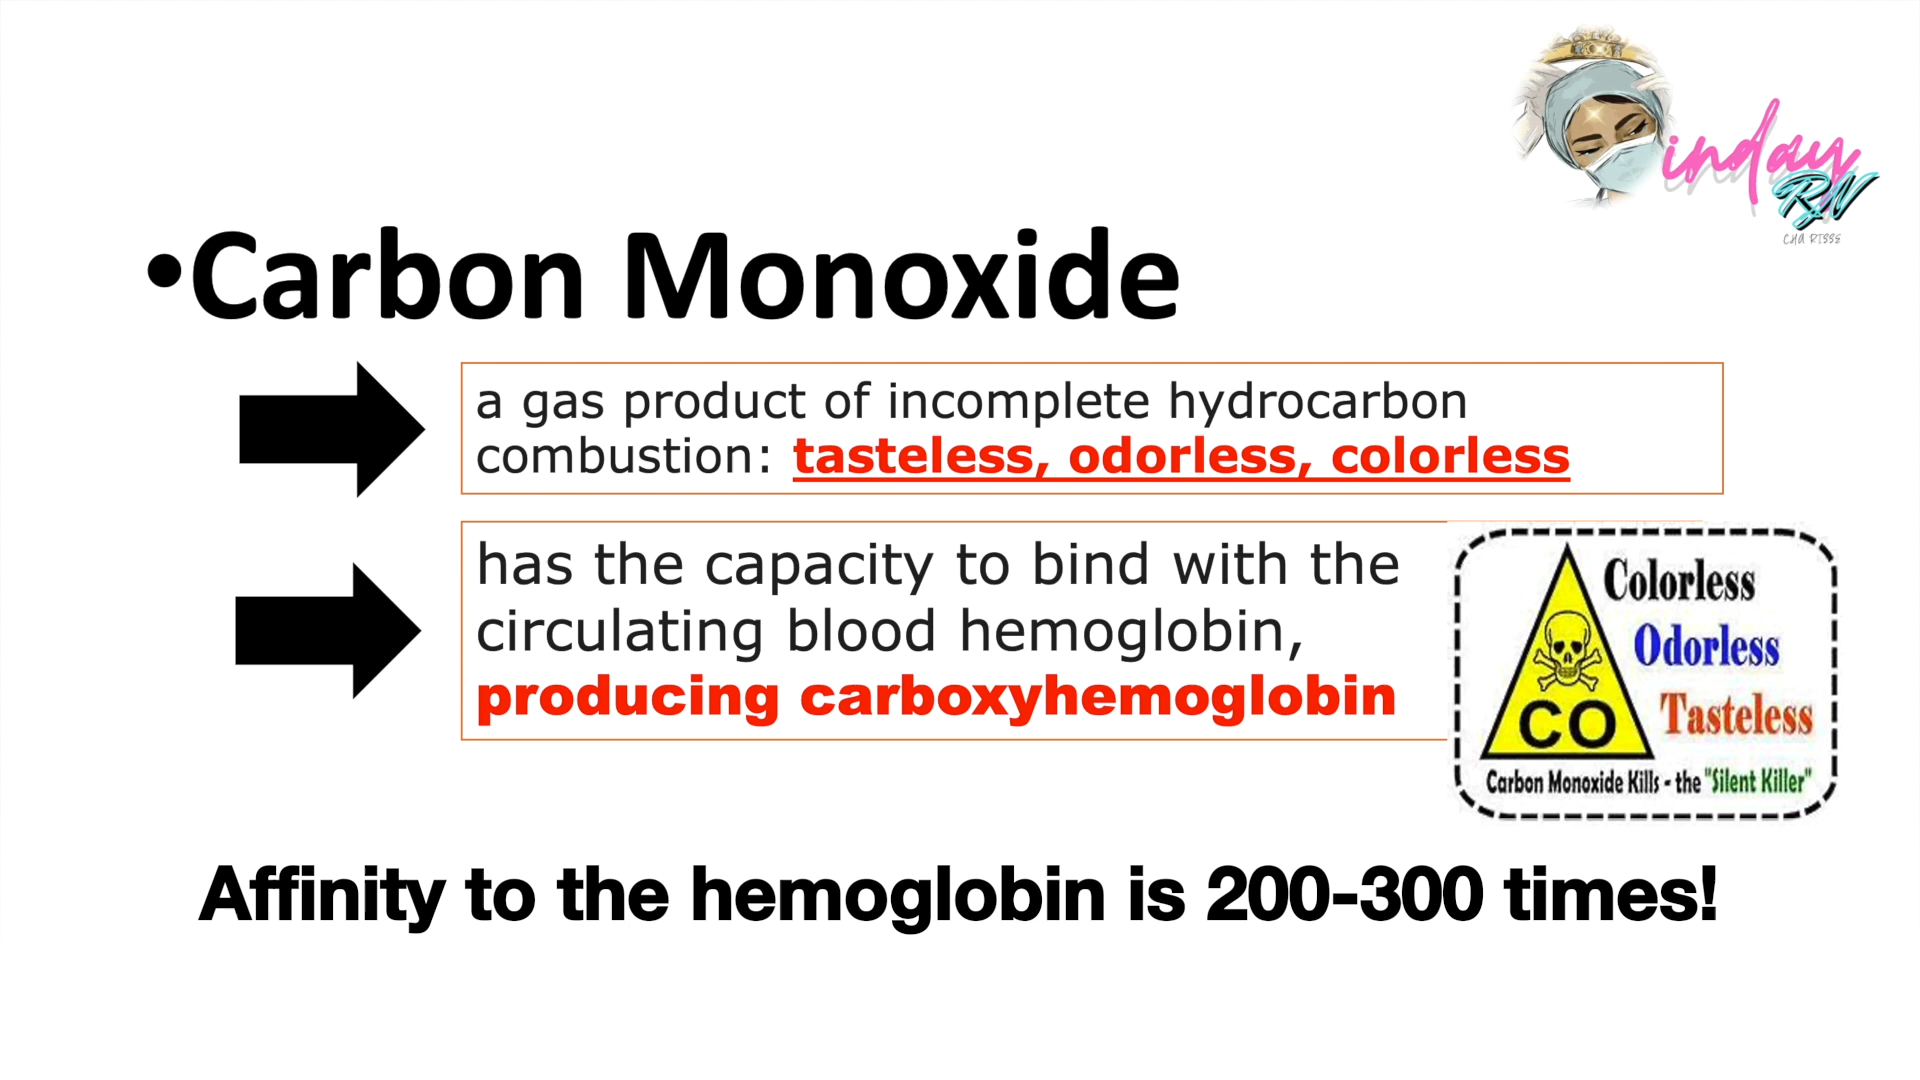 inday
RN
CHA RISSE
•Carbon Monoxide
a gas product of incomplete hydrocarbon
combustion: tasteless, odorless, colorless
has the capacity to bind with the
circulating blood hemoglobin,
producing carboxyhemoglobin
Colorless
Odorless
Tasteless
CO
Carbon Monoxide Kills - the "Silent Killer"
Affinity to the hemoglobin is 200-300 times!